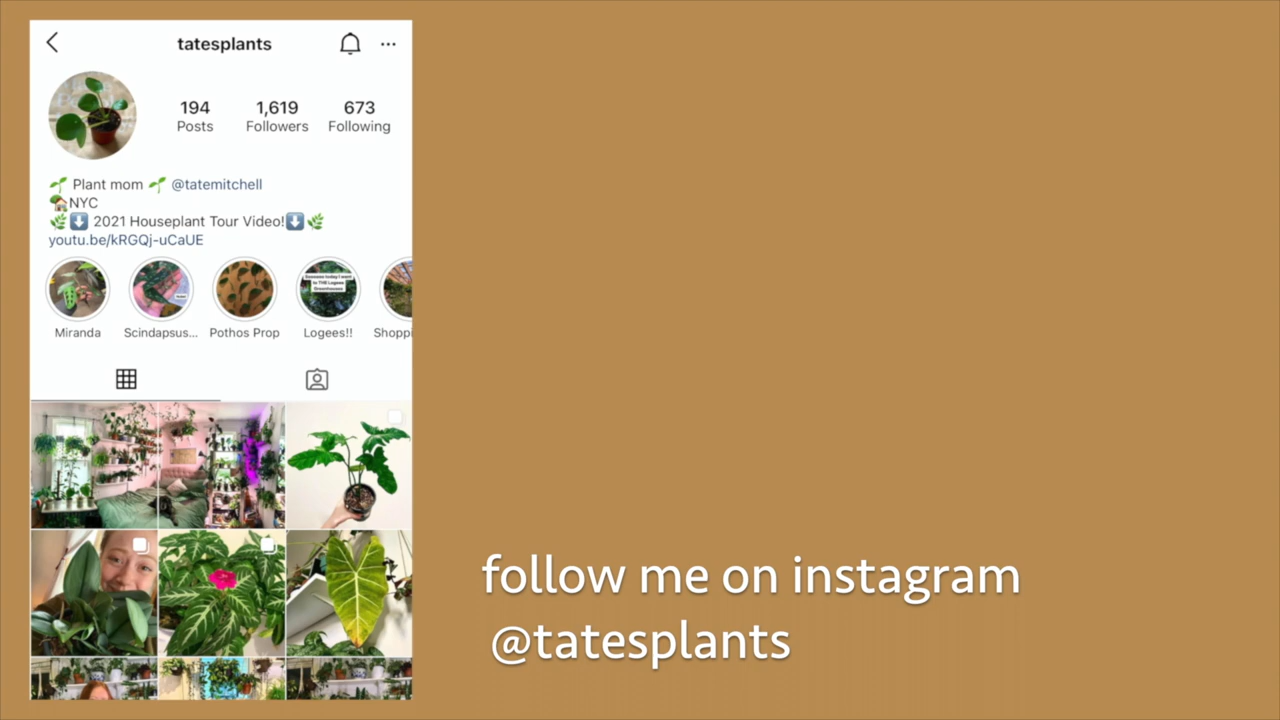 tatesplants
194
1,619
673
Posts
Followers
Following
🌱 Plant mom 🌱 @tatemitchell
🏡NYC
🌿⬇️ 2021 Houseplant Tour Video!⬇️🌿
youtu.be/kRGQj-uCaUE
Miranda
Scindapsus...
Pothos Prop
Logees!!
Shoppi
follow me on instagram
@tatesplants